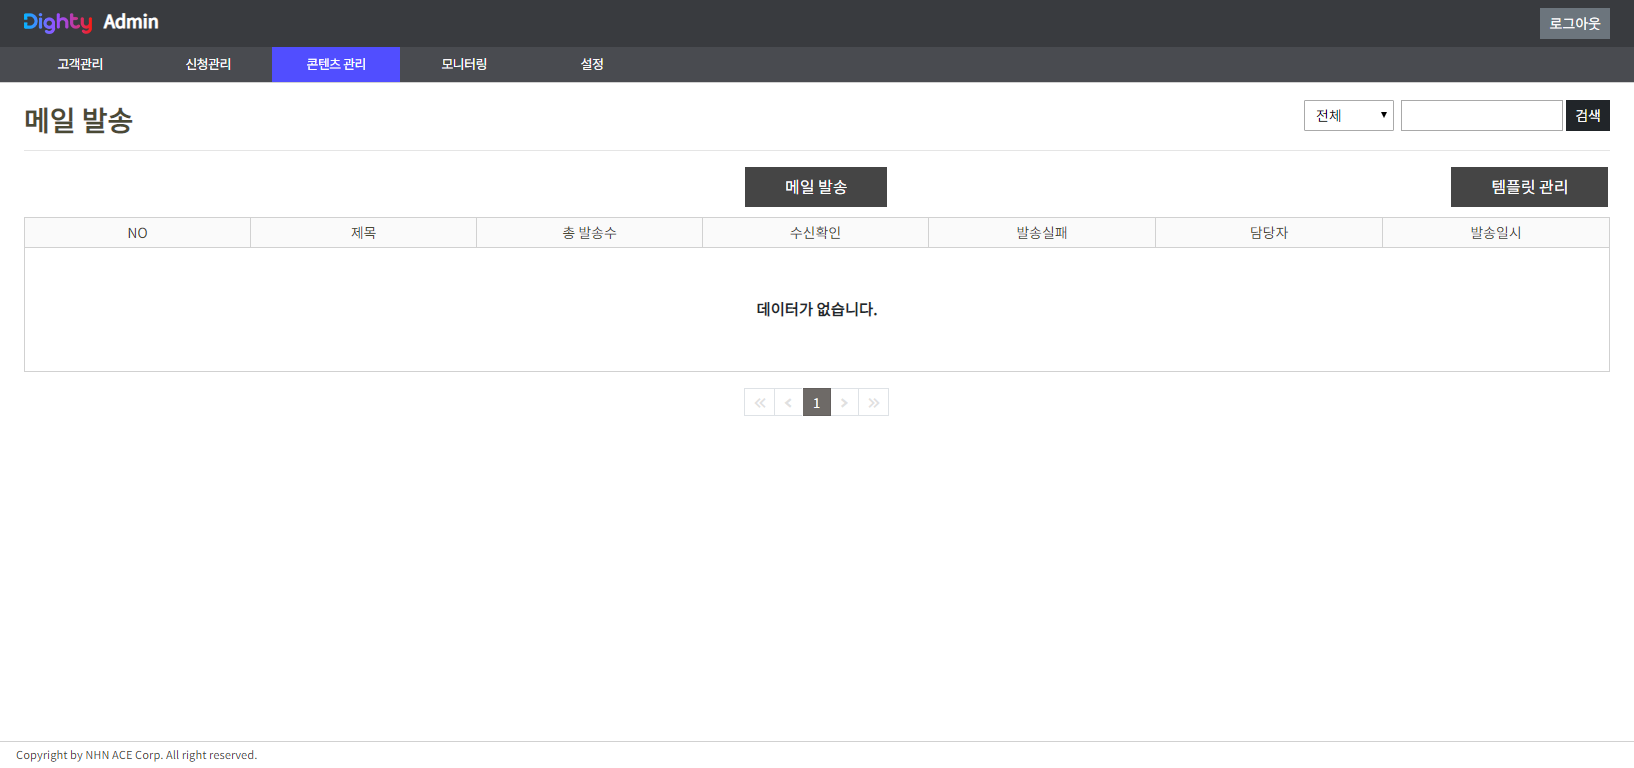 Dighty Admin
로그아웃
고객관리 신청관리 콘텐츠 관리 모니터링 설정
메일 발송
전체
검색
메일 발송
템플릿 관리
NO 제목 총 발송수 수신확인 발송실패 담당자 발송일시
데이터가 없습니다.
1
Copyright by NHN ACE Corp. All right reserved.